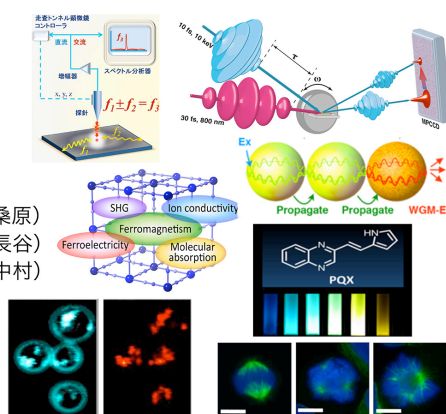 走査トンネル顕微鏡
コントローラ
直流
交流
f₃
スペクトル分析器
増幅器
x, y, z
探針
f₁±f₂ = f₃
f₁
f₂
10 fs, 10 keV
τ
ω
30 fs, 800 nm
MPCCD
Ex
Propagate
Propagate
WGM-E
桑原）
長谷）
中村）
SHG
Ion conductivity
Ferromagnetism
Ferroelectricity
Molecular
absorption
HN
N
N
PQX